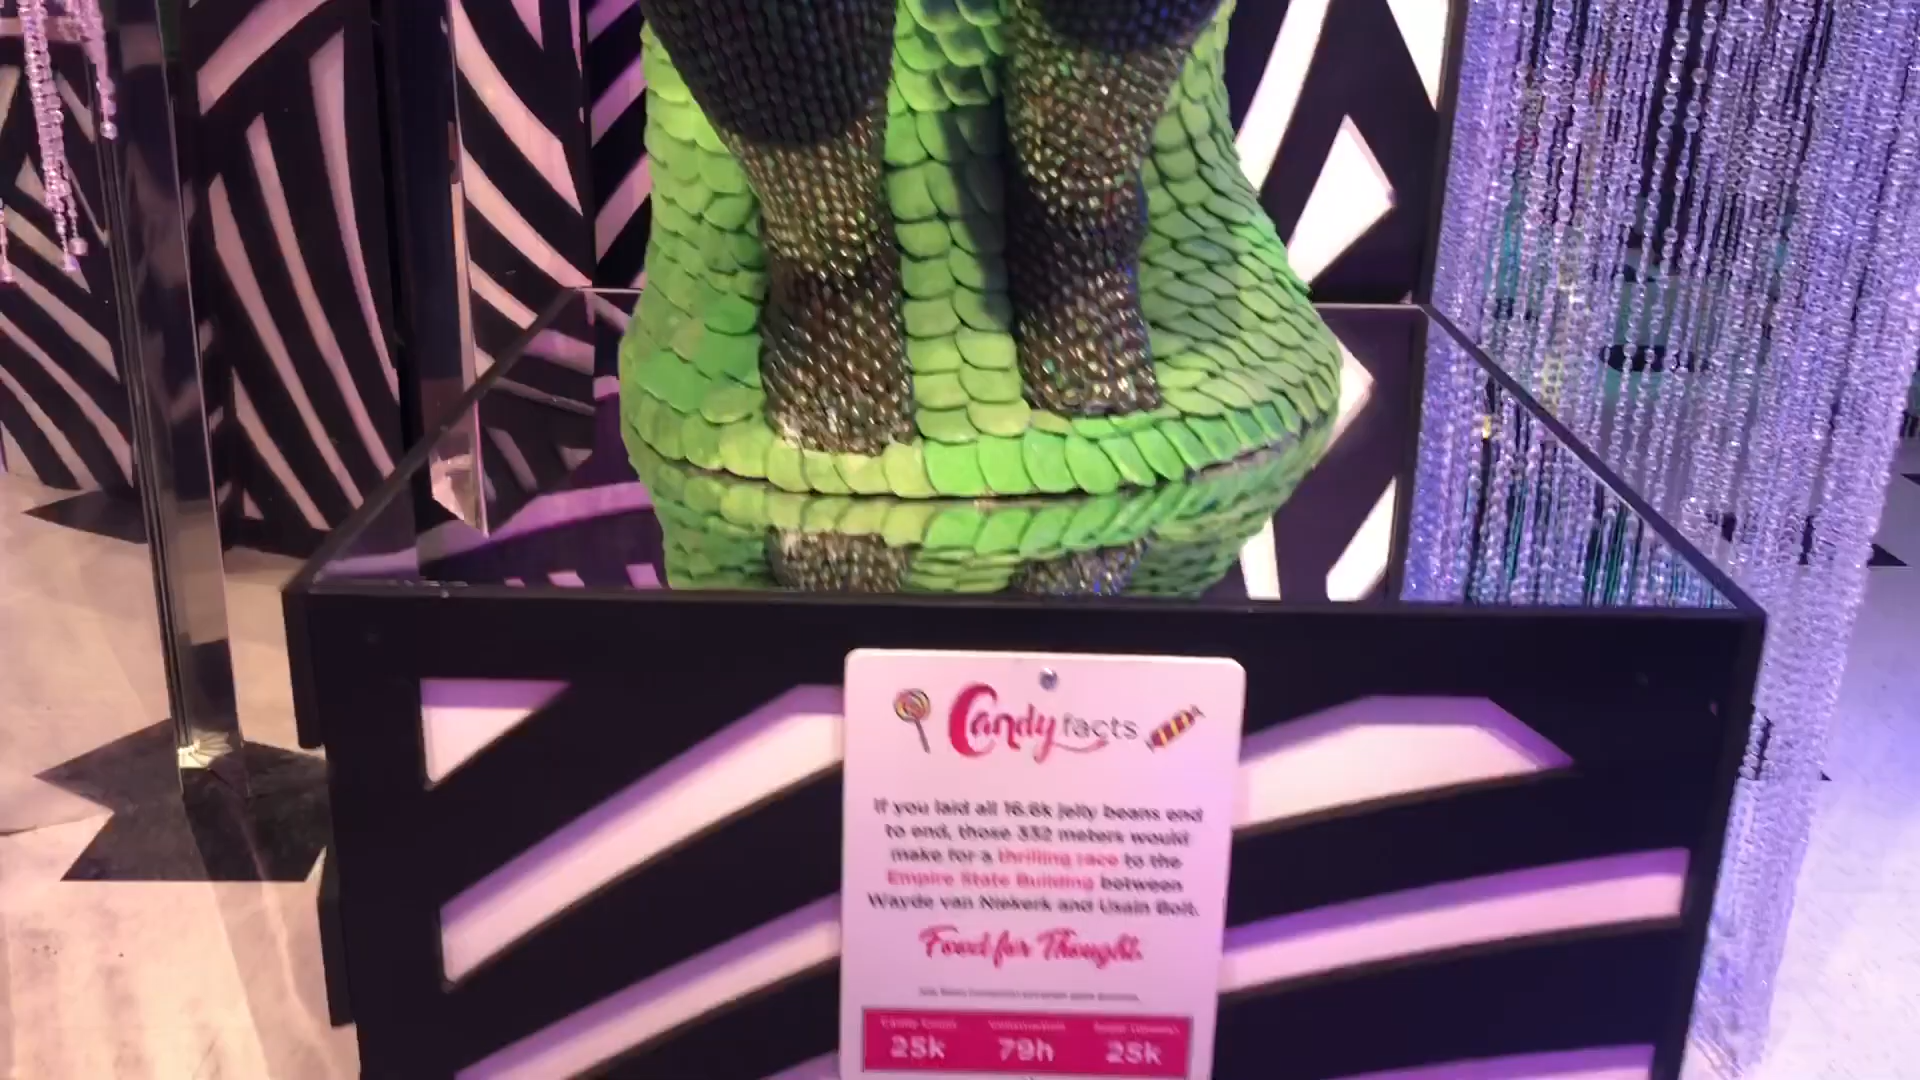 Candy facts
If you laid all 16.6k jelly beans end
to end, those 332 meters would
make for a thrilling race to the
Empire State Building between
Wayde van Niekerk and Usain Bolt.
Food for Thought.
25k 79h 25k